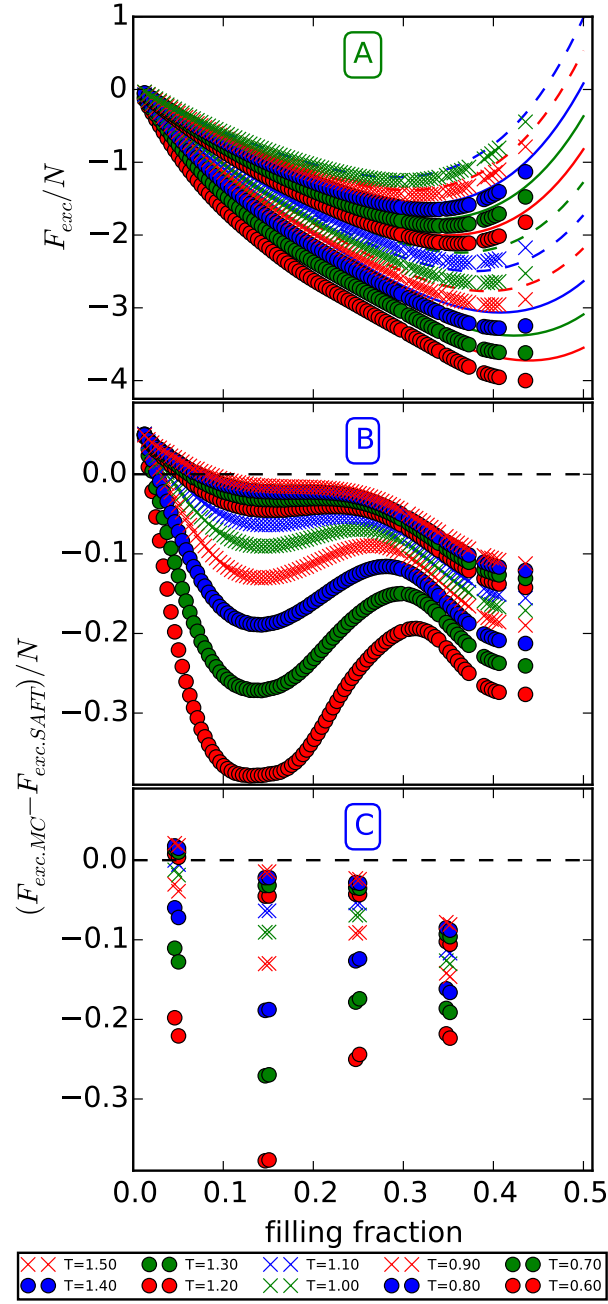 1
A
0
−1
−2
−3
−4
F_exc/N
B
0.0
−0.1
−0.2
−0.3
(F_exc.MC−F_exc.SAFT)/N
C
0.0
−0.1
−0.2
−0.3
0.0 0.1 0.2 0.3 0.4 0.5
filling fraction
T=1.50 T=1.30 T=1.10 T=0.90 T=0.70
T=1.40 T=1.20 T=1.00 T=0.80 T=0.60